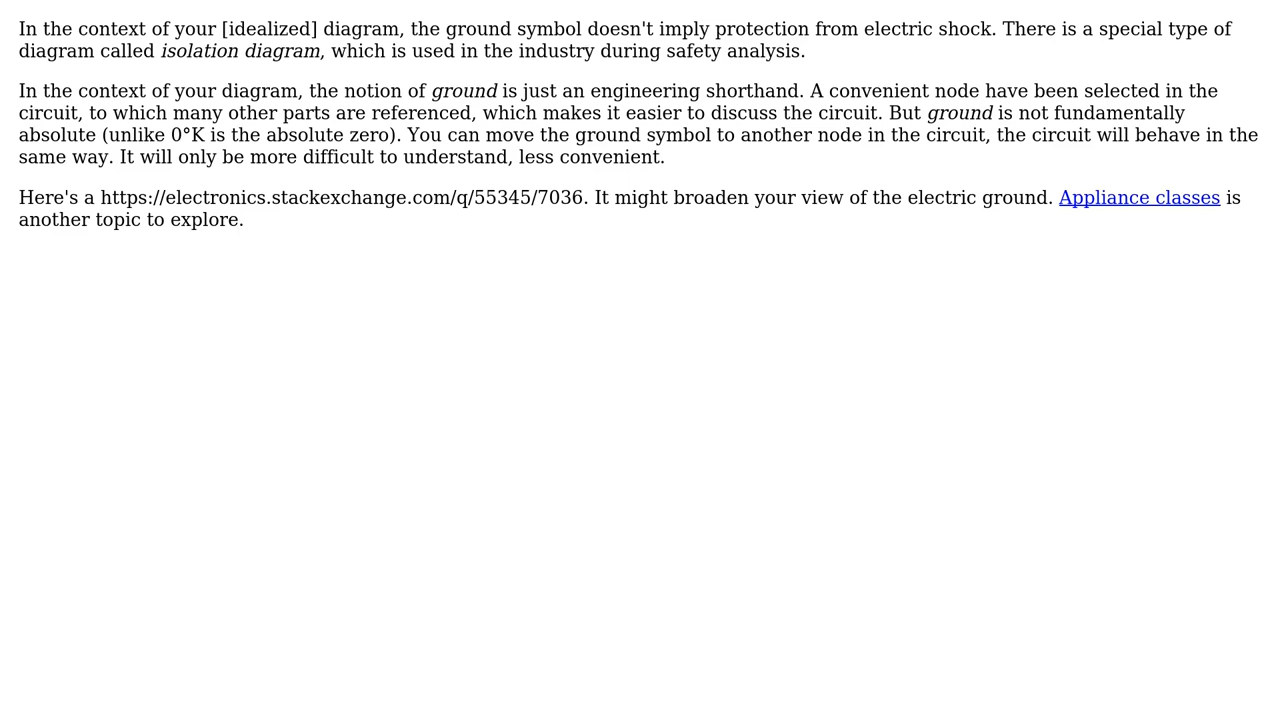 In the context of your [idealized] diagram, the ground symbol doesn't imply protection from electric shock. There is a special type of
diagram called isolation diagram, which is used in the industry during safety analysis.
In the context of your diagram, the notion of ground is just an engineering shorthand. A convenient node have been selected in the
circuit, to which many other parts are referenced, which makes it easier to discuss the circuit. But ground is not fundamentally
absolute (unlike 0°K is the absolute zero). You can move the ground symbol to another node in the circuit, the circuit will behave in the
same way. It will only be more difficult to understand, less convenient.
Here's a https://electronics.stackexchange.com/q/55345/7036. It might broaden your view of the electric ground. Appliance classes is
another topic to explore.